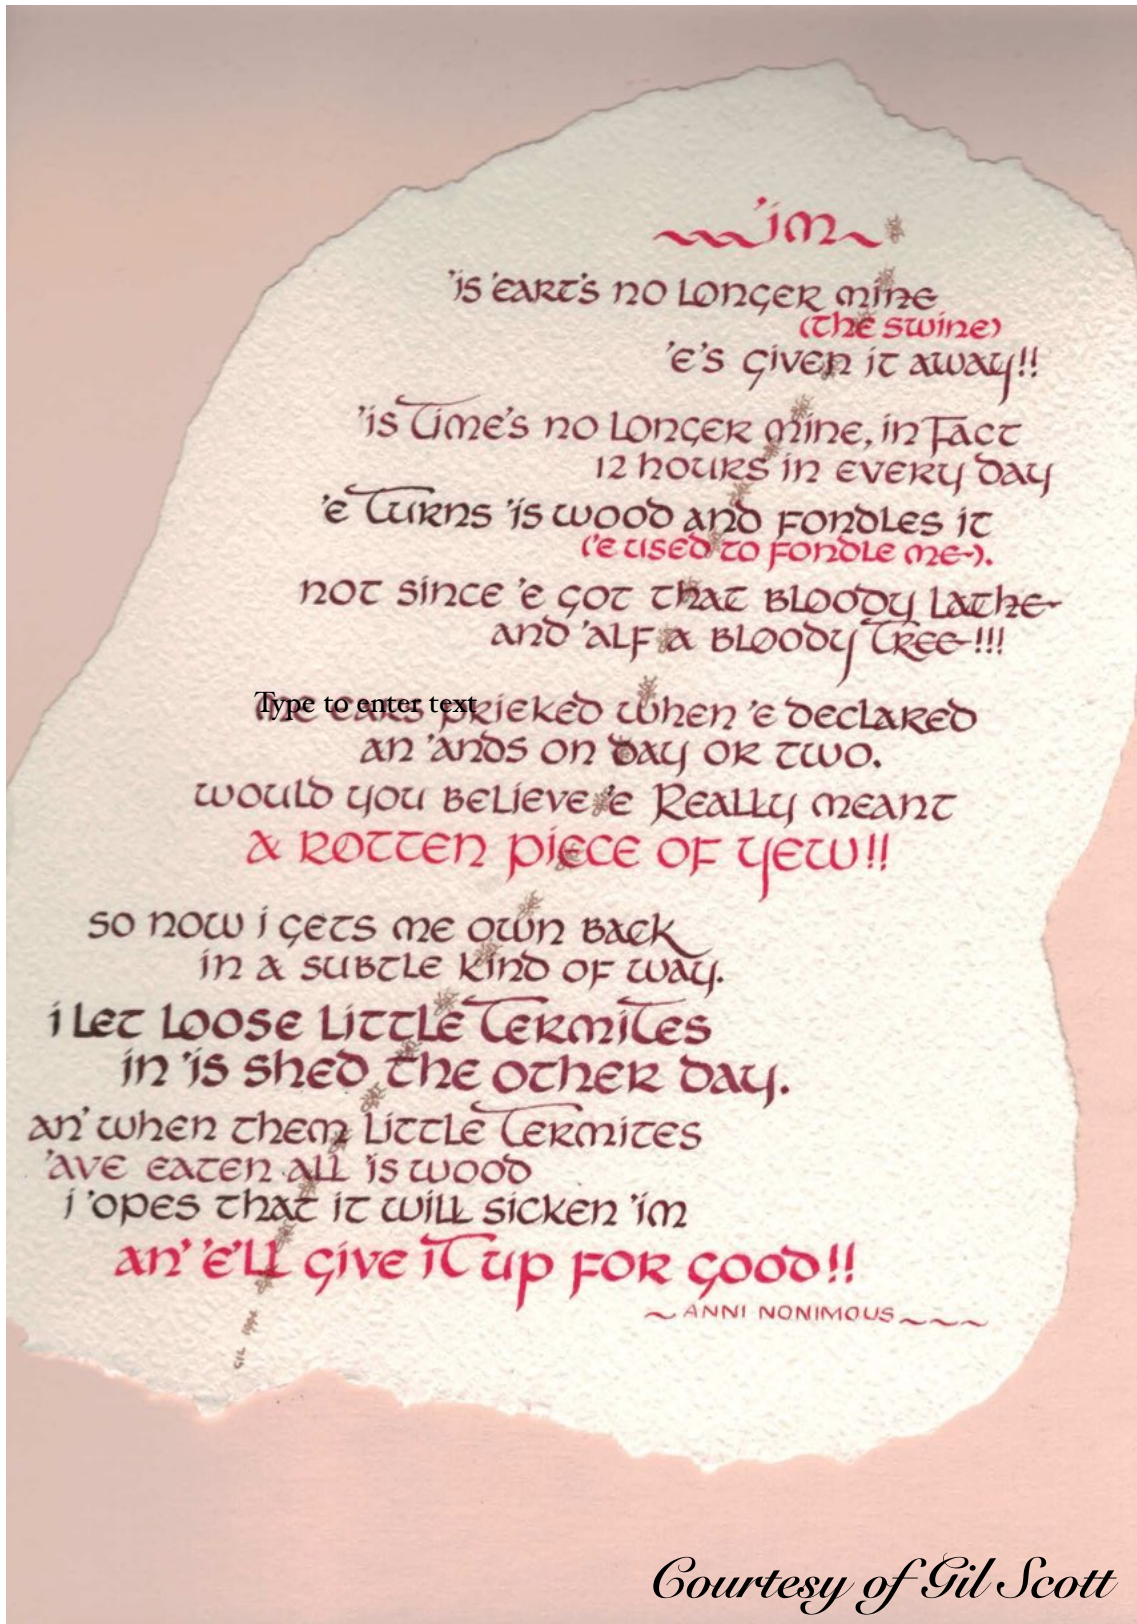 'im
'is 'eart's no longer mine
(the swine)
'e's given it away!!
'is time's no longer mine, in fact
12 hours in every day
'e turns 'is wood and fondles it
('e used to fondle me).
not since 'e got that bloody lathe
and 'alf a bloody tree!!!
Type to enter text
me ears prieked when 'e declared
an 'ands on day or two.
would you believe 'e really meant
a rotten piece of yew!!
so now i gets me own back
in a subtle kind of way.
i let loose little termites
in 'is shed the other day.
an' when them little termites
'ave eaten all 'is wood
i 'opes that it will sicken 'im
an' 'e'll give it up for good!!
ANNI NONIMOUS
GIL
Courtesy of Gil Scott